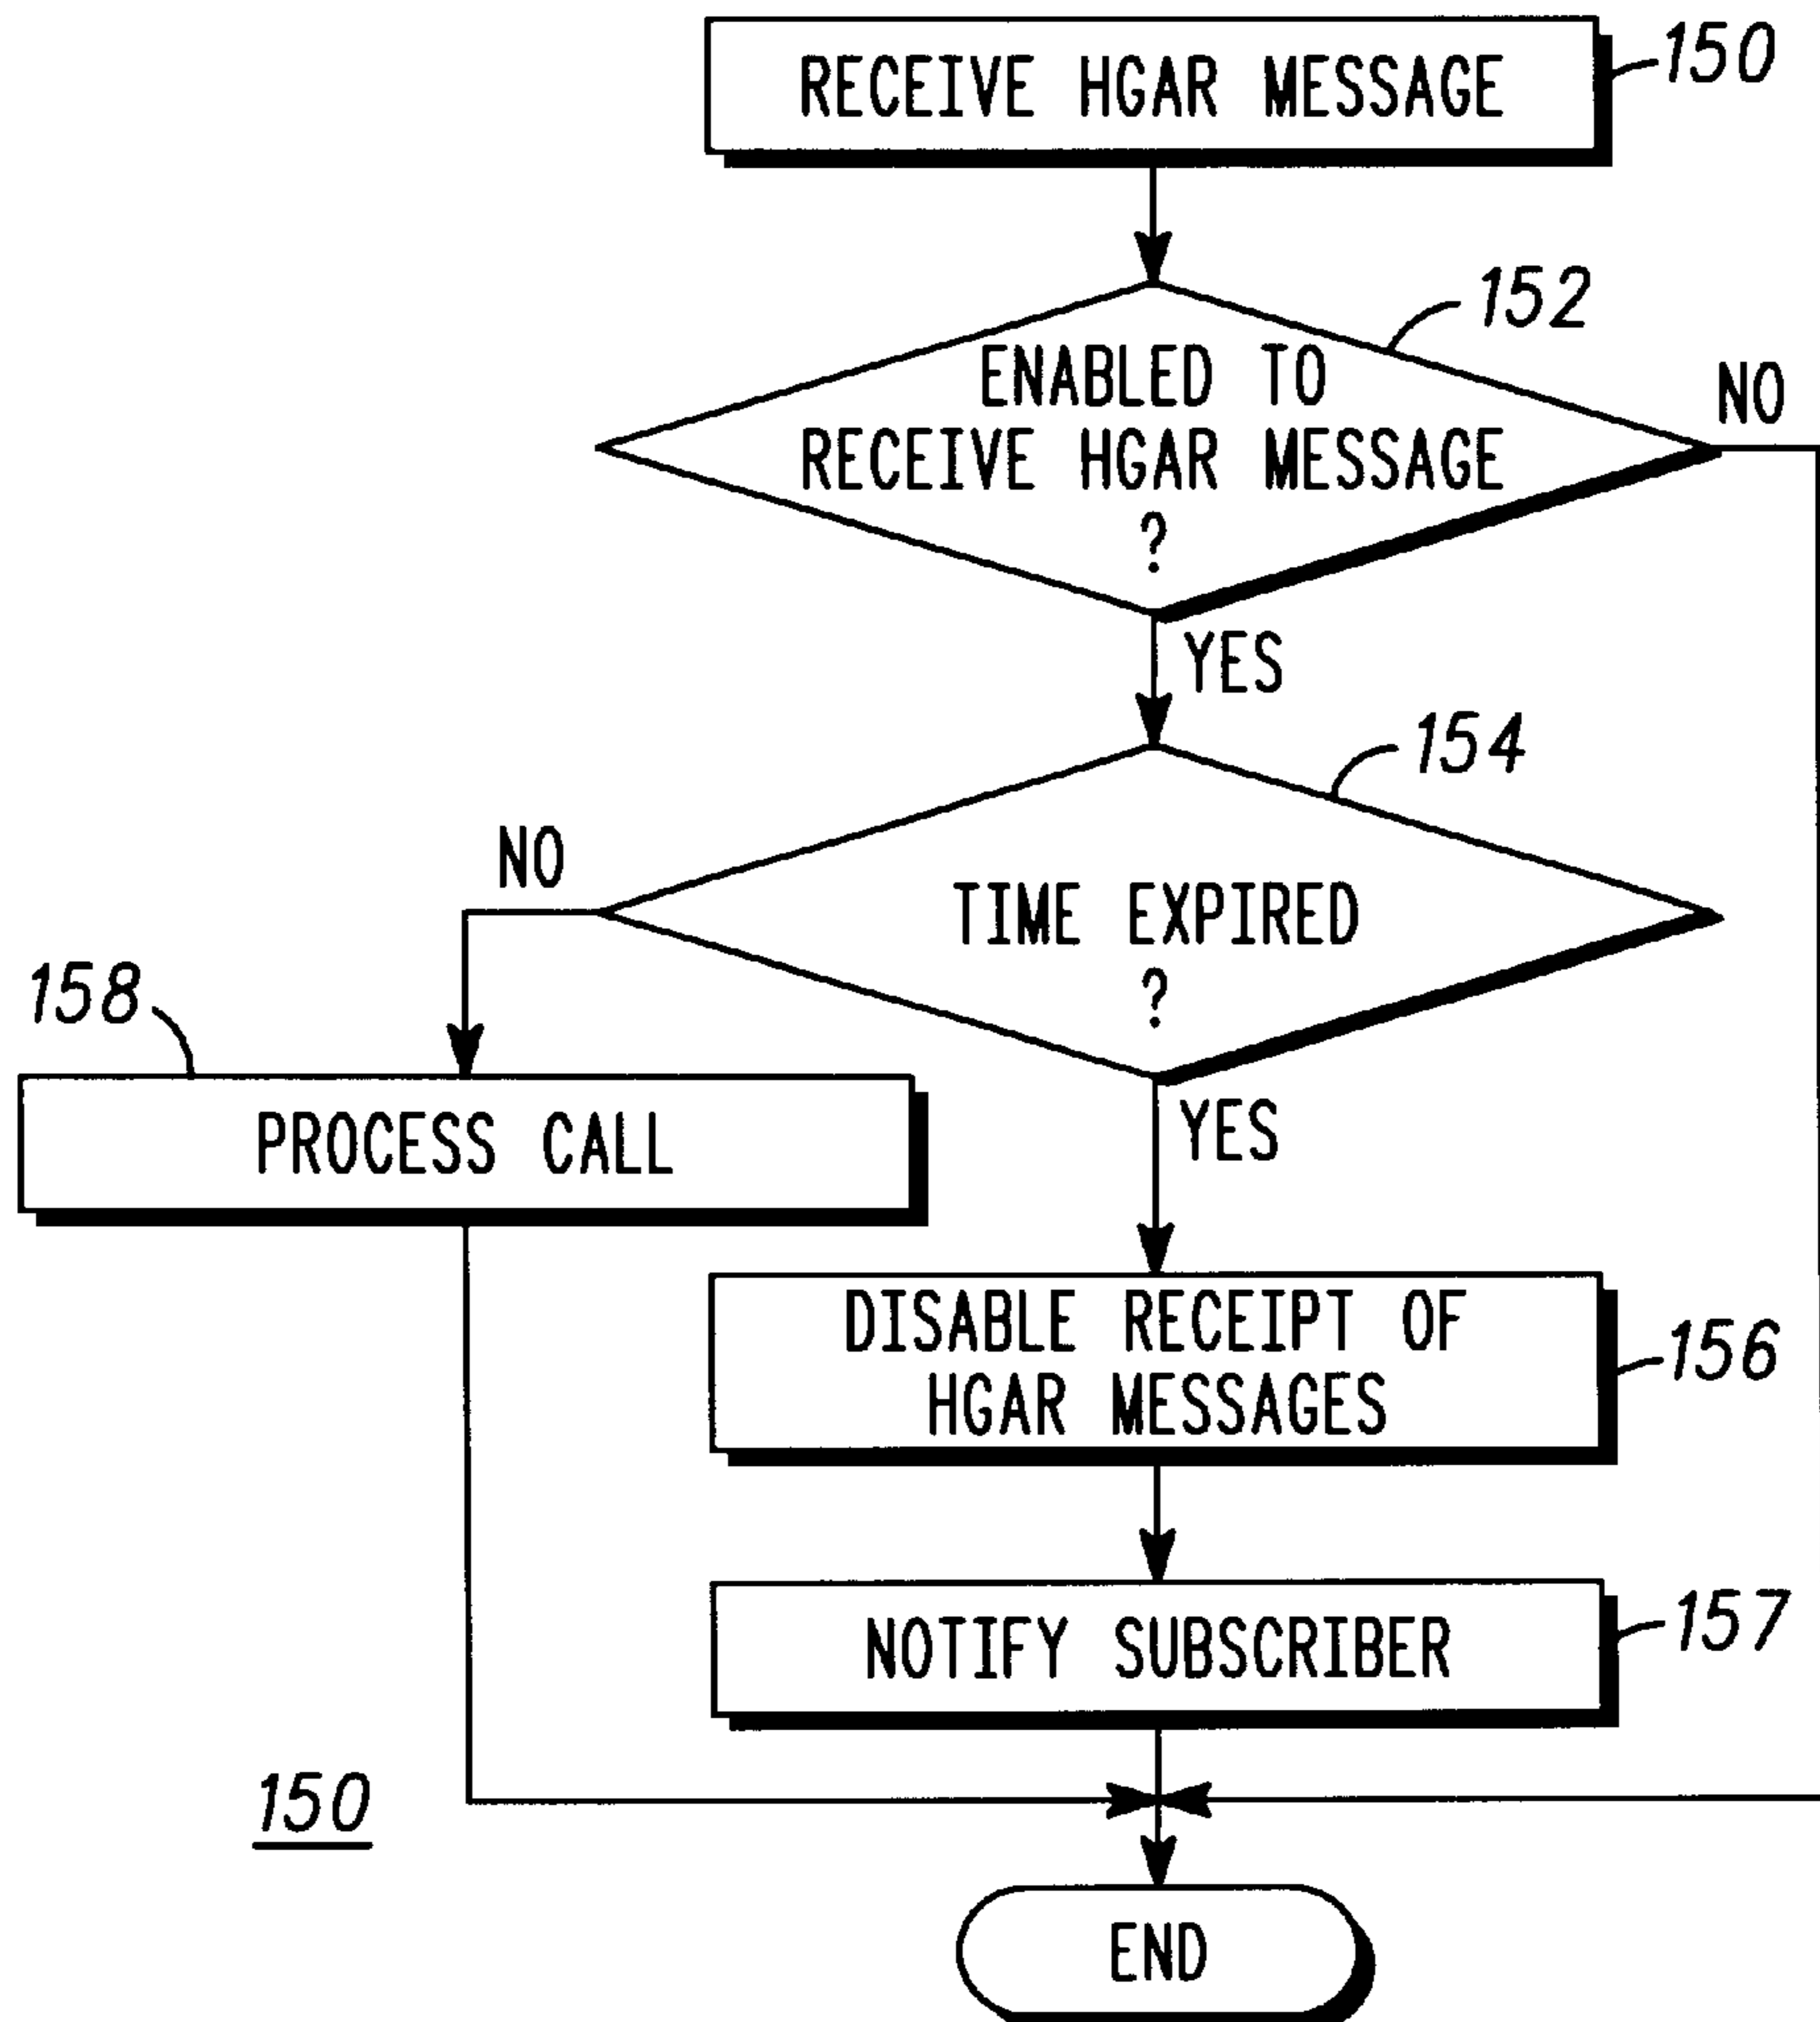 RECEIVE HGAR MESSAGE
150
152
ENABLED TO
RECEIVE HGAR MESSAGE
?
NO
YES
154
NO
TIME EXPIRED
?
158
YES
PROCESS CALL
DISABLE RECEIPT OF
HGAR MESSAGES
156
NOTIFY SUBSCRIBER
157
150
END